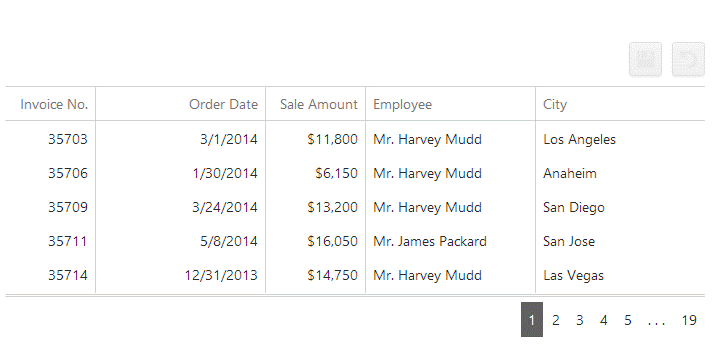 Invoice No. Order Date Sale Amount Employee City
35703 3/1/2014 $11,800 Mr. Harvey Mudd Los Angeles
35706 1/30/2014 $6,150 Mr. Harvey Mudd Anaheim
35709 3/24/2014 $13,200 Mr. Harvey Mudd San Diego
35711 5/8/2014 $16,050 Mr. James Packard San Jose
35714 12/31/2013 $14,750 Mr. Harvey Mudd Las Vegas
1 2 3 4 5 ... 19